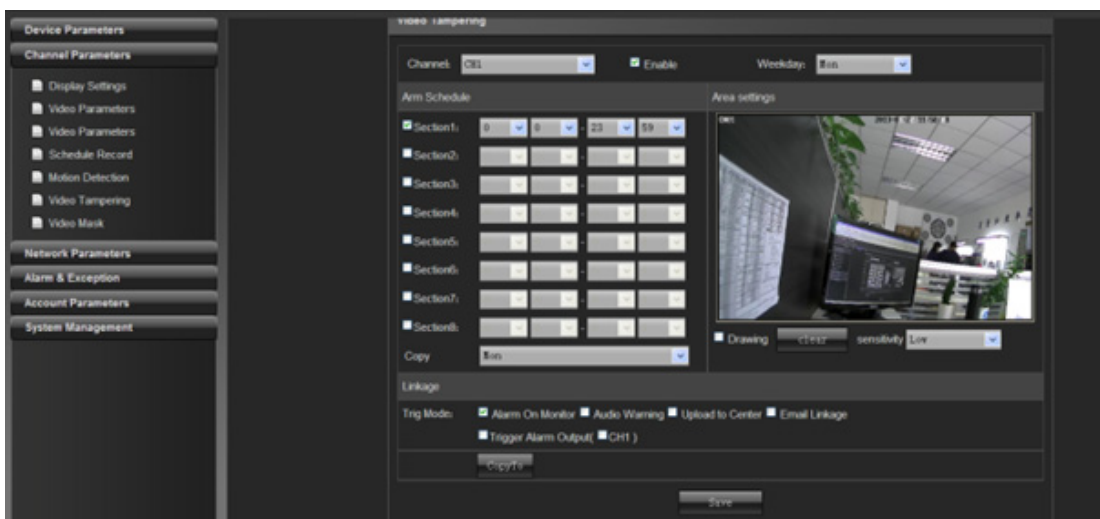 Device Parameters
Channel Parameters
Display Settings
Video Parameters
Video Parameters
Schedule Record
Motion Detection
Video Tampering
Video Mask
Network Parameters
Alarm & Exception
Account Parameters
System Management
Video Tampering
Channel: CH1 Enable Weekday: Mon
Arm Schedule Area settings
Section1: 0 0 - 23 59
Section2: -
Section3: -
Section4: -
Section5: -
Section6: -
Section7: -
Section8: -
Copy Mon
CH1
Drawing clear sensitivity Low
Linkage
Trig Mode: Alarm On Monitor Audio Warning Upload to Center Email Linkage
Trigger Alarm Output( CH1 )
CopyTo
Save